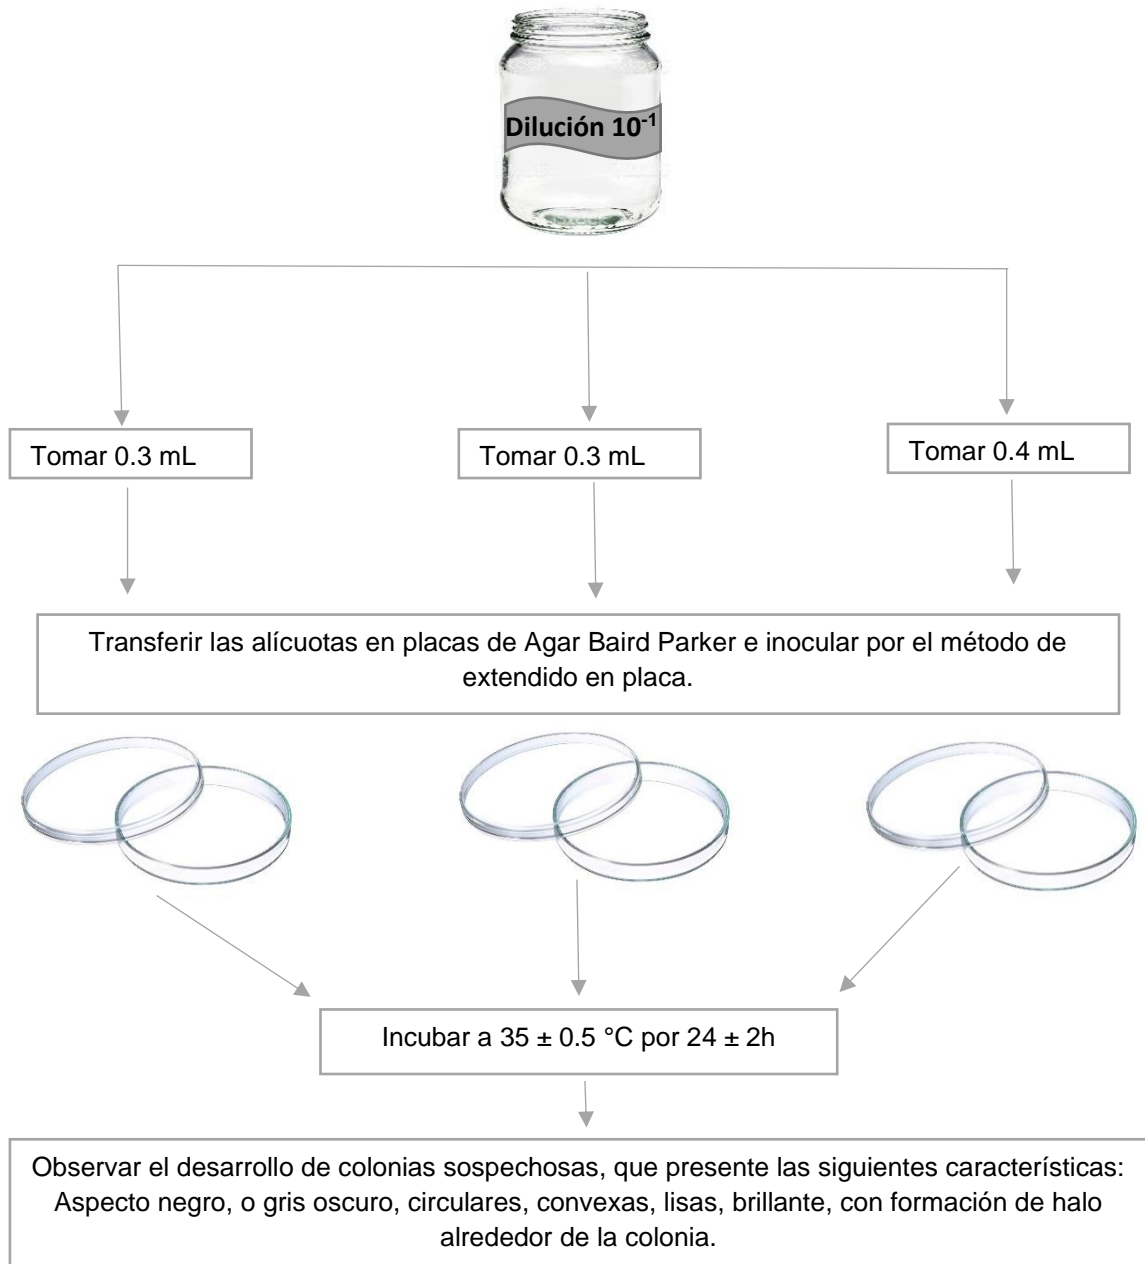 Dilución 10⁻¹
Tomar 0.3 mL
Tomar 0.3 mL
Tomar 0.4 mL
Transferir las alícuotas en placas de Agar Baird Parker e inocular por el método de
extendido en placa.
Incubar a 35 ± 0.5 °C por 24 ± 2h
Observar el desarrollo de colonias sospechosas, que presente las siguientes características:
Aspecto negro, o gris oscuro, circulares, convexas, lisas, brillante, con formación de halo
alrededor de la colonia.